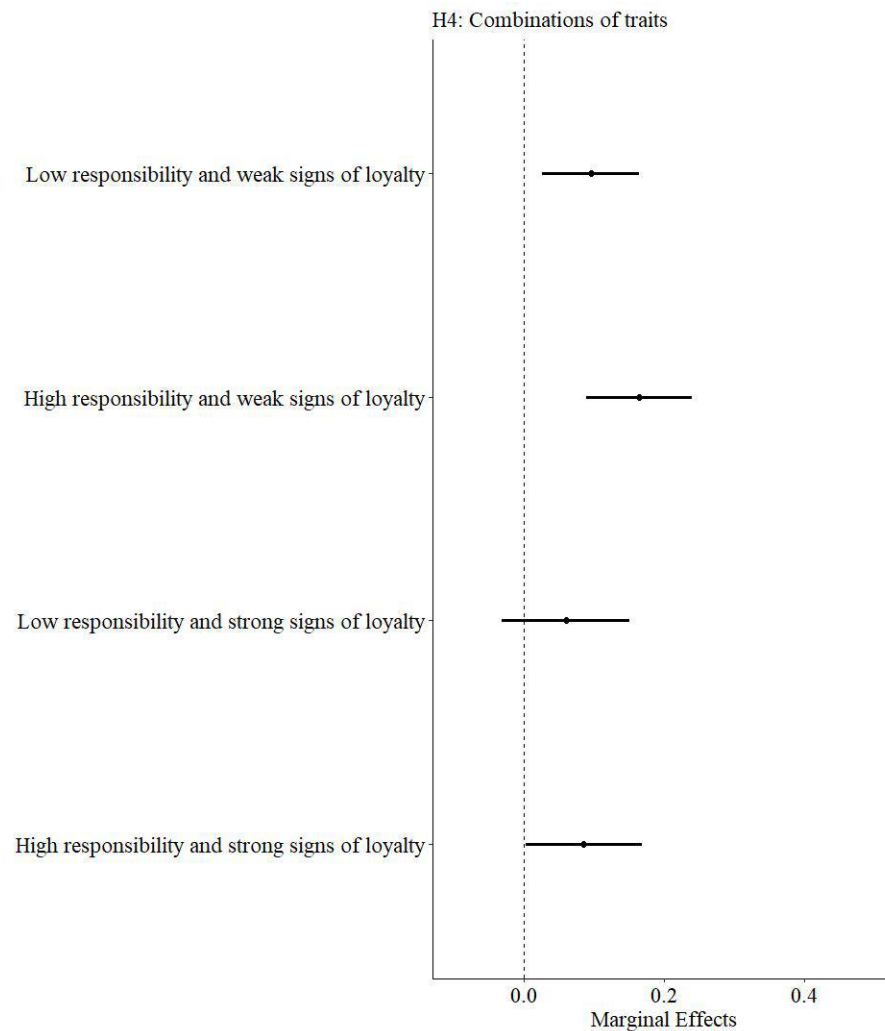 H4: Combinations of traits
Low responsibility and weak signs of loyalty
High responsibility and weak signs of loyalty
Low responsibility and strong signs of loyalty
High responsibility and strong signs of loyalty
0.0 0.2 0.4
Marginal Effects